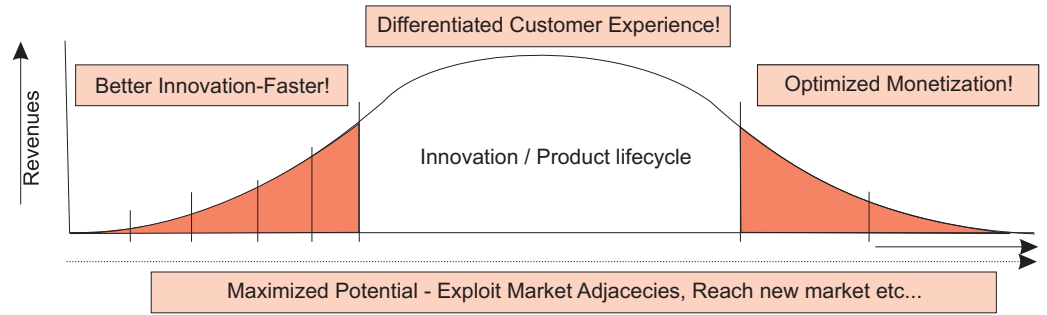 Differentiated Customer Experience!
Better Innovation-Faster!
Optimized Monetization!
Revenues
Innovation / Product lifecycle
Maximized Potential - Exploit Market Adjacecies, Reach new market etc...